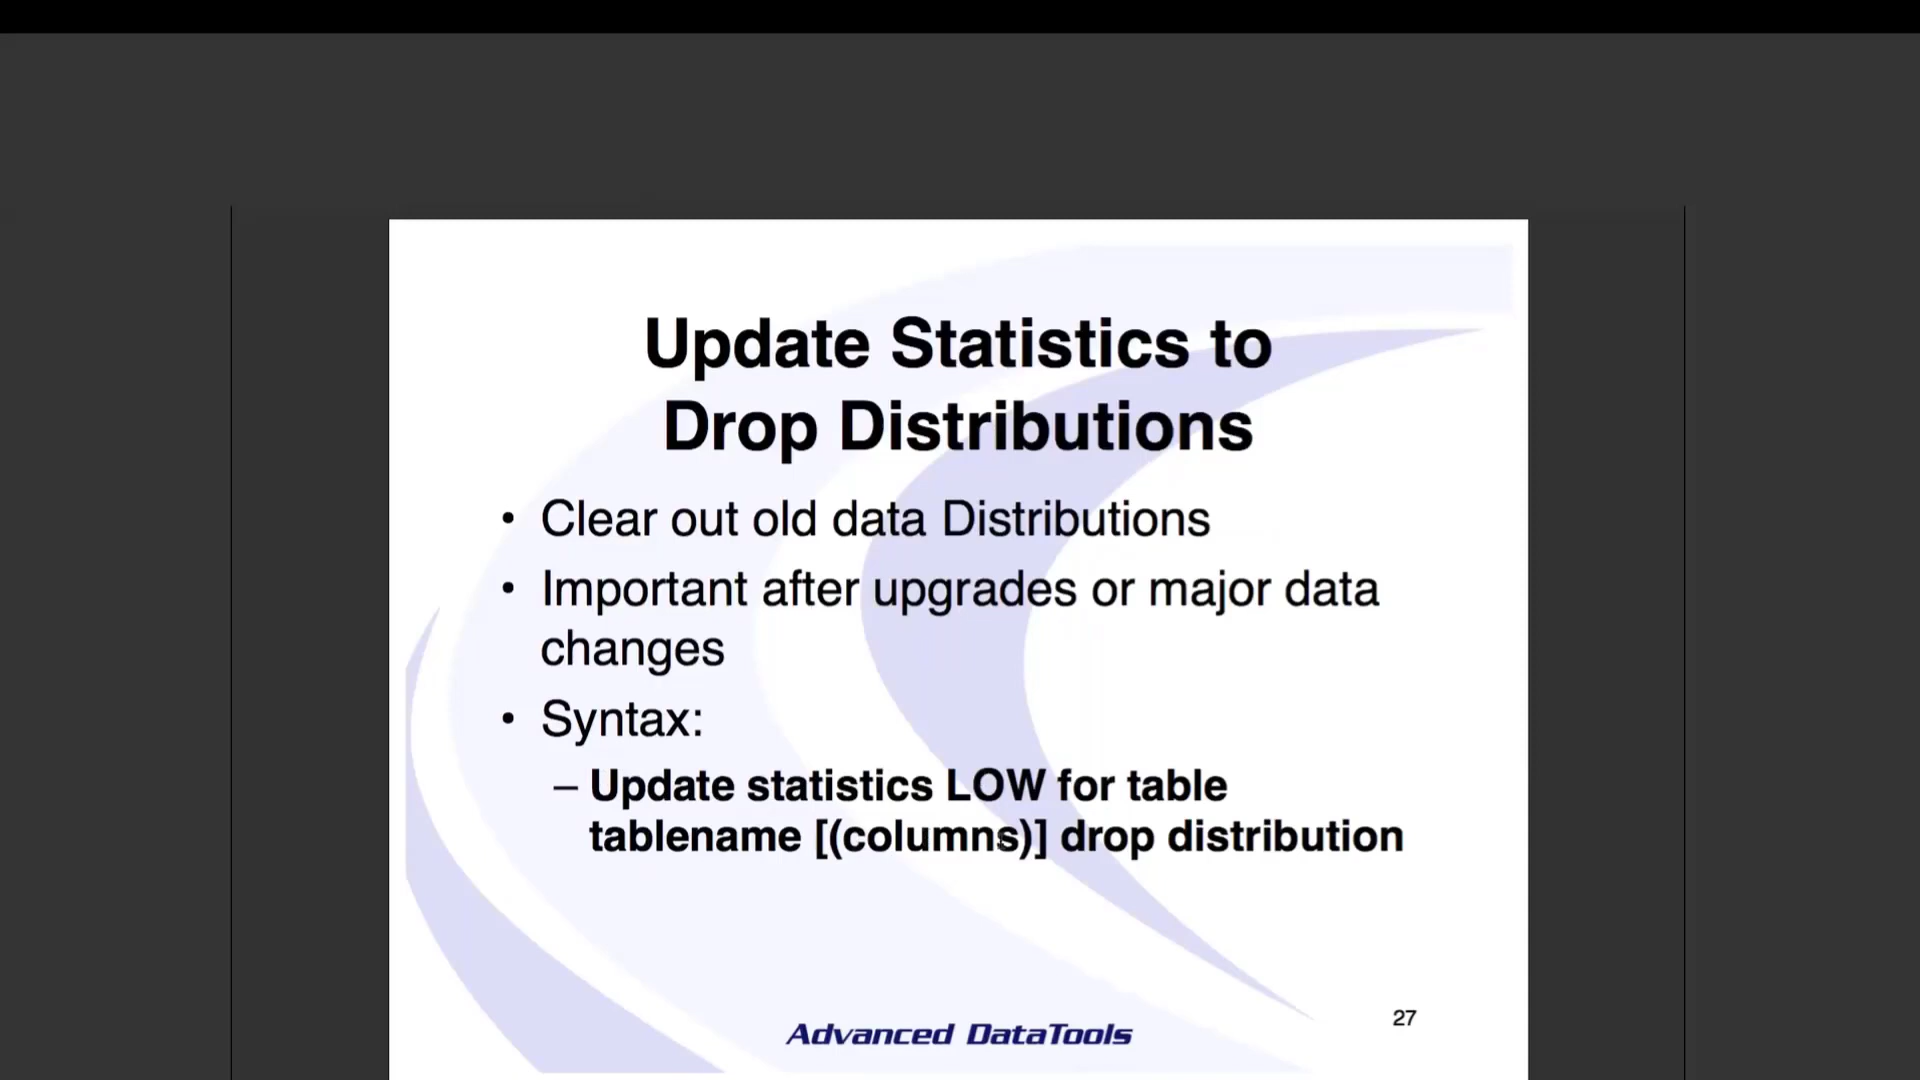 Update Statistics to
Drop Distributions
• Clear out old data Distributions
• Important after upgrades or major data
changes
• Syntax:
– Update statistics LOW for table
tablename [(columns)] drop distribution
Advanced DataTools
27